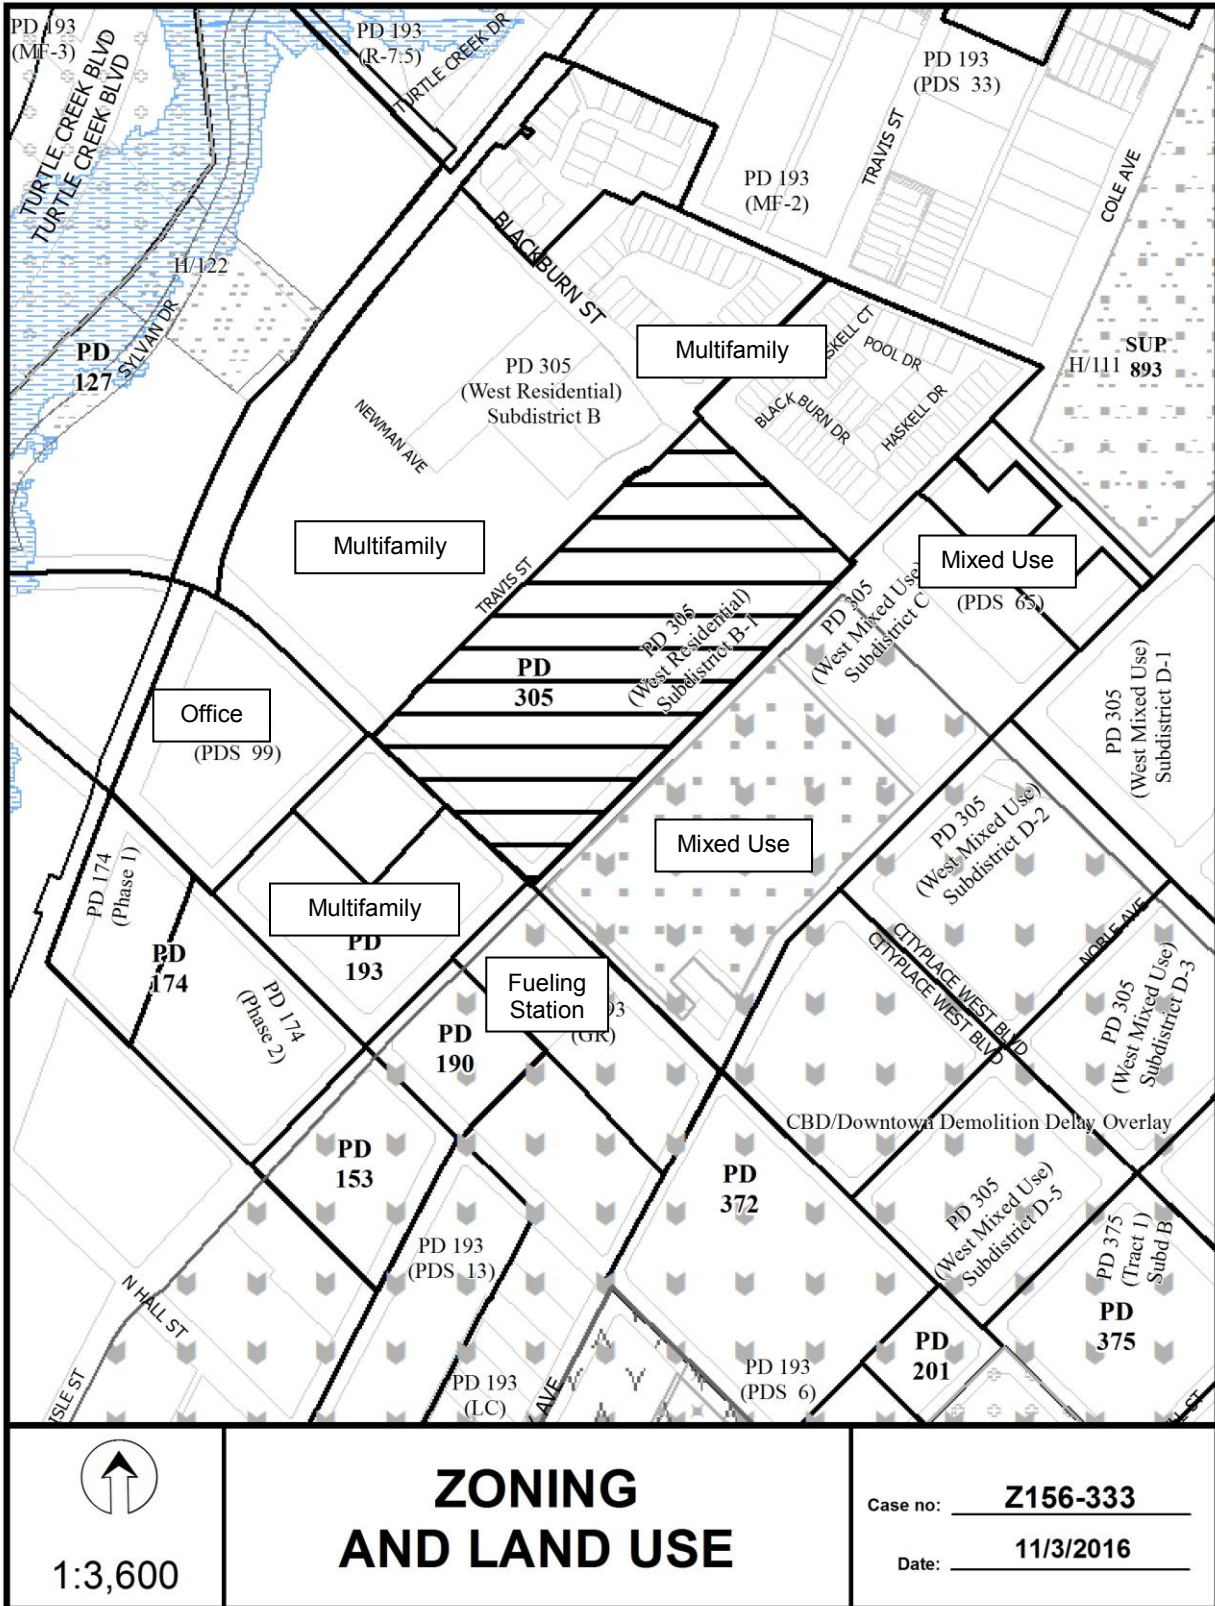 PD 193
(MF-3)
TURTLE CREEK BLVD
TURTLE CREEK BLVD
PD 193
(R-7.5)
TURTLE CREEK DR
PD 193
(PDS 33)
TRAVIS ST
COLE AVE
PD 193
(MF-2)
BLACKBURN ST
H/122
SYLVAN DR
PD
127
Multifamily
PD 305
(West Residential)
Subdistrict B
NEWMAN AVE
POOL DR
BLACK BURN DR
HASKELL DR
H/111
SUP
893
Multifamily
TRAVIS ST
Mixed Use
(PDS 65)
PD 305
(West Mixed Use)
Subdistrict C
PD 305
(West Residential)
Subdistrict B-1
PD
305
PD 305
(West Mixed Use)
Subdistrict D-1
Office
(PDS 99)
PD 305
(West Mixed Use)
Subdistrict D-2
Mixed Use
PD 174
(Phase 1)
Multifamily
PD
193
PD
174
PD 174
(Phase 2)
Fueling
Station
(GR)
CITYPLACE WEST BLVD
CITYPLACE WEST BLVD
NOBLE AVE
PD 305
(West Mixed Use)
Subdistrict D-3
PD
190
CBD/Downtown Demolition Delay Overlay
PD
153
PD
372
PD 305
(West Mixed Use)
Subdistrict D-5
PD 375
(Tract 1)
Subd B
PD 193
(PDS 13)
N HALL ST
PD
375
PD
201
PD 193
(PDS 6)
PD 193
(LC)
AVE
1:3,600
ZONING
AND LAND USE
Case no: Z156-333
Date: 11/3/2016